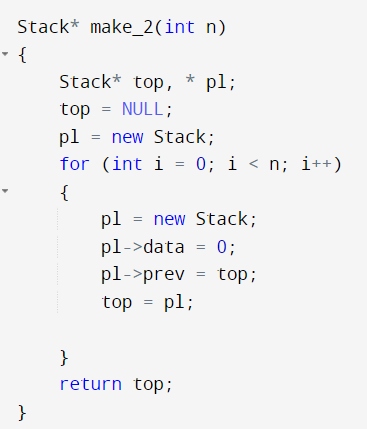 Stack* make_2(int n)
{
    Stack* top, * pl;
    top = NULL;
    pl = new Stack;
    for (int i = 0; i < n; i++)
    {
        pl = new Stack;
        pl->data = 0;
        pl->prev = top;
        top = pl;

    }
    return top;
}